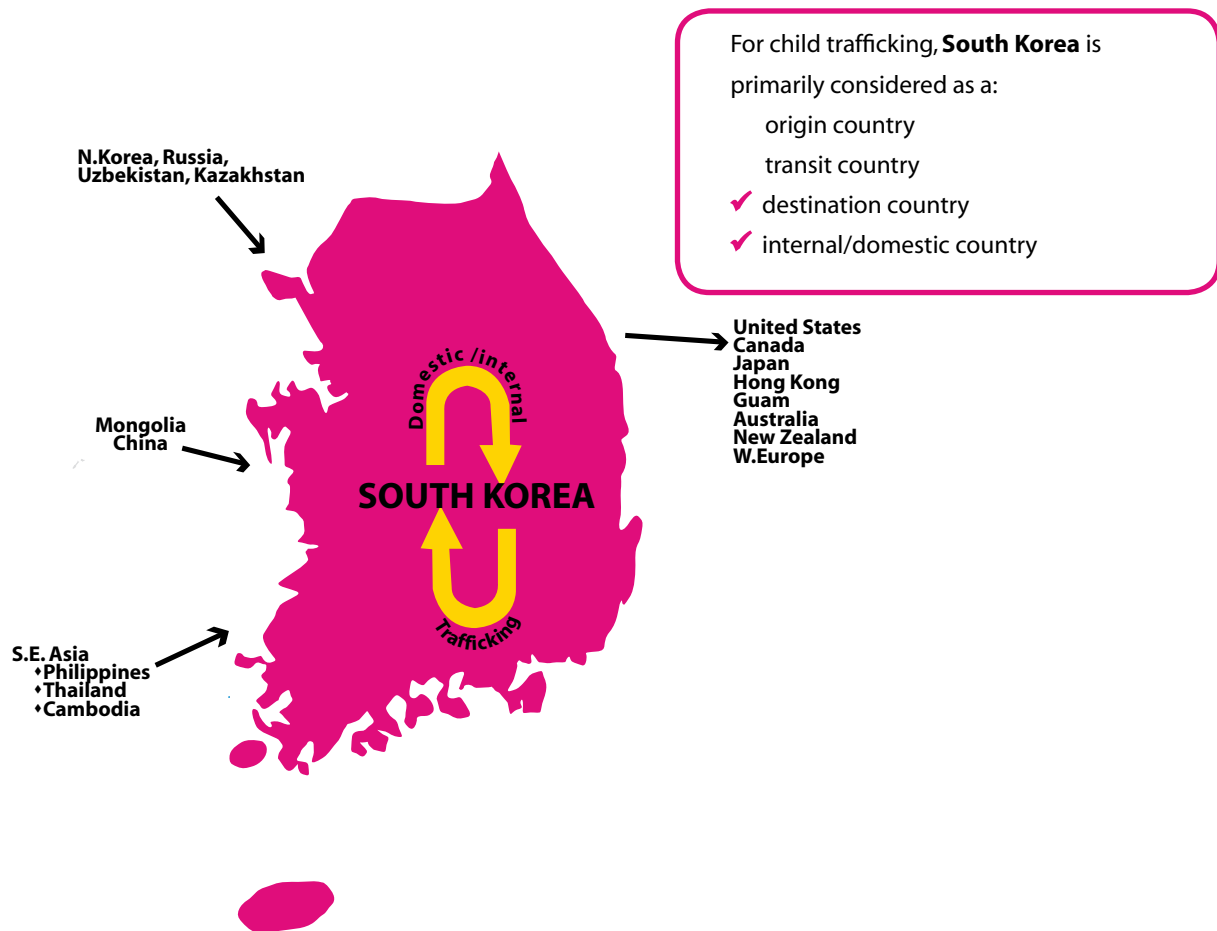 For child trafficking, South Korea is
primarily considered as a:
origin country
transit country
✓ destination country
✓ internal/domestic country
N.Korea, Russia,
Uzbekistan, Kazakhstan
United States
Canada
Japan
Hong Kong
Guam
Australia
New Zealand
W.Europe
Domestic /internal
Mongolia
China
SOUTH KOREA
Trafficking
S.E. Asia
♦Philippines
♦Thailand
♦Cambodia